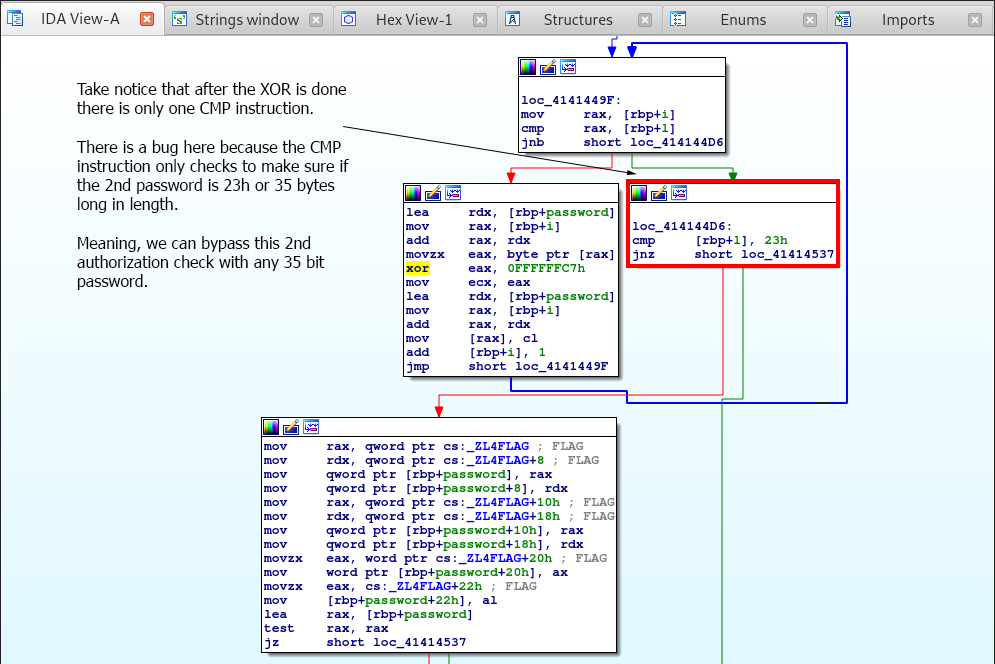 IDA View-A
Strings window
Hex View-1
Structures
Enums
Imports
Take notice that after the XOR is done
there is only one CMP instruction.
There is a bug here because the CMP
instruction only checks to make sure if
the 2nd password is 23h or 35 bytes
long in length.
Meaning, we can bypass this 2nd
authorization check with any 35 bit
password.
loc_4141449F:
mov rax, [rbp+i]
cmp rax, [rbp+l]
jnb short loc_414144D6
lea rdx, [rbp+password]
mov rax, [rbp+i]
add rax, rdx
movzx eax, byte ptr [rax]
xor eax, 0FFFFFFC7h
mov ecx, eax
lea rdx, [rbp+password]
mov rax, [rbp+i]
add rax, rdx
mov [rax], cl
add [rbp+i], 1
jmp short loc_4141449F
loc_414144D6:
cmp [rbp+l], 23h
jnz short loc_41414537
mov rax, qword ptr cs:_ZL4FLAG ; FLAG
mov rdx, qword ptr cs:_ZL4FLAG+8 ; FLAG
mov qword ptr [rbp+password], rax
mov qword ptr [rbp+password+8], rdx
mov rax, qword ptr cs:_ZL4FLAG+10h ; FLAG
mov rdx, qword ptr cs:_ZL4FLAG+18h ; FLAG
mov qword ptr [rbp+password+10h], rax
mov qword ptr [rbp+password+18h], rdx
movzx eax, word ptr cs:_ZL4FLAG+20h ; FLAG
mov word ptr [rbp+password+20h], ax
movzx eax, cs:_ZL4FLAG+22h ; FLAG
mov [rbp+password+22h], al
lea rax, [rbp+password]
test rax, rax
jz short loc_41414537